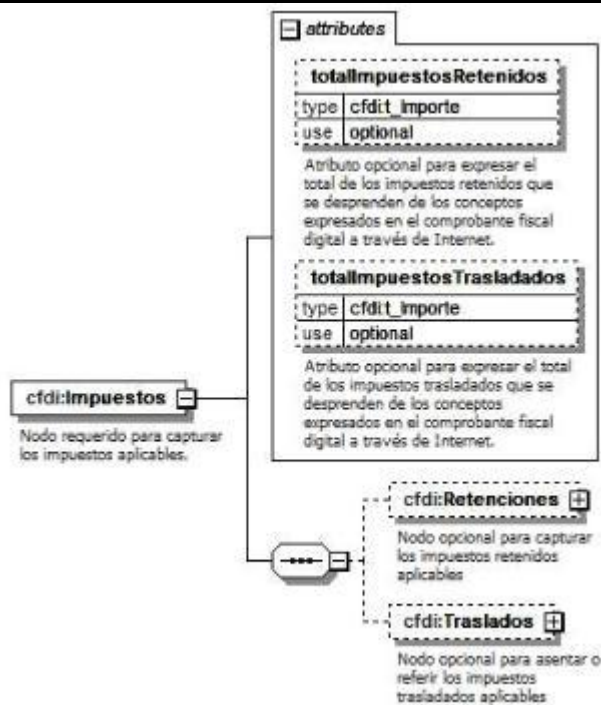 attributes
totalImpuestosRetenidos
type cfdi:t_Importe
use optional
Atributo opcional para expresar el
total de los impuestos retenidos que
se desprenden de los conceptos
expresados en el comprobante fiscal
digital a través de Internet.
totalImpuestosTrasladados
type cfdi:t_Importe
use optional
Atributo opcional para expresar el total
de los impuestos trasladados que se
desprenden de los conceptos
expresados en el comprobante fiscal
digital a través de Internet.
cfdi:Impuestos
Nodo requerido para capturar
los impuestos aplicables.
cfdi:Retenciones
Nodo opcional para capturar
los impuestos retenidos
aplicables
cfdi:Traslados
Nodo opcional para asentar o
referir los impuestos
trasladados aplicables